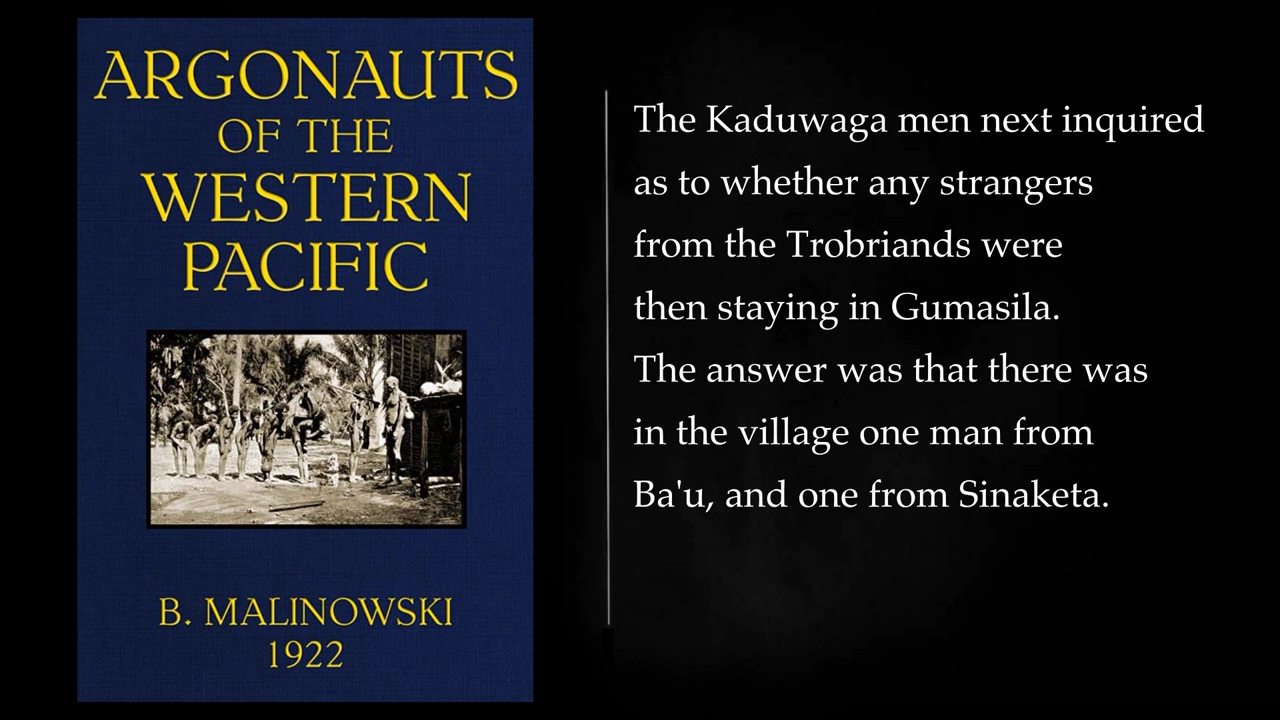 ARGONAUTS
OF THE
WESTERN
PACIFIC
B. MALINOWSKI
1922
The Kaduwaga men next inquired
as to whether any strangers
from the Trobriands were
then staying in Gumasila.
The answer was that there was
in the village one man from
Ba'u, and one from Sinaketa.